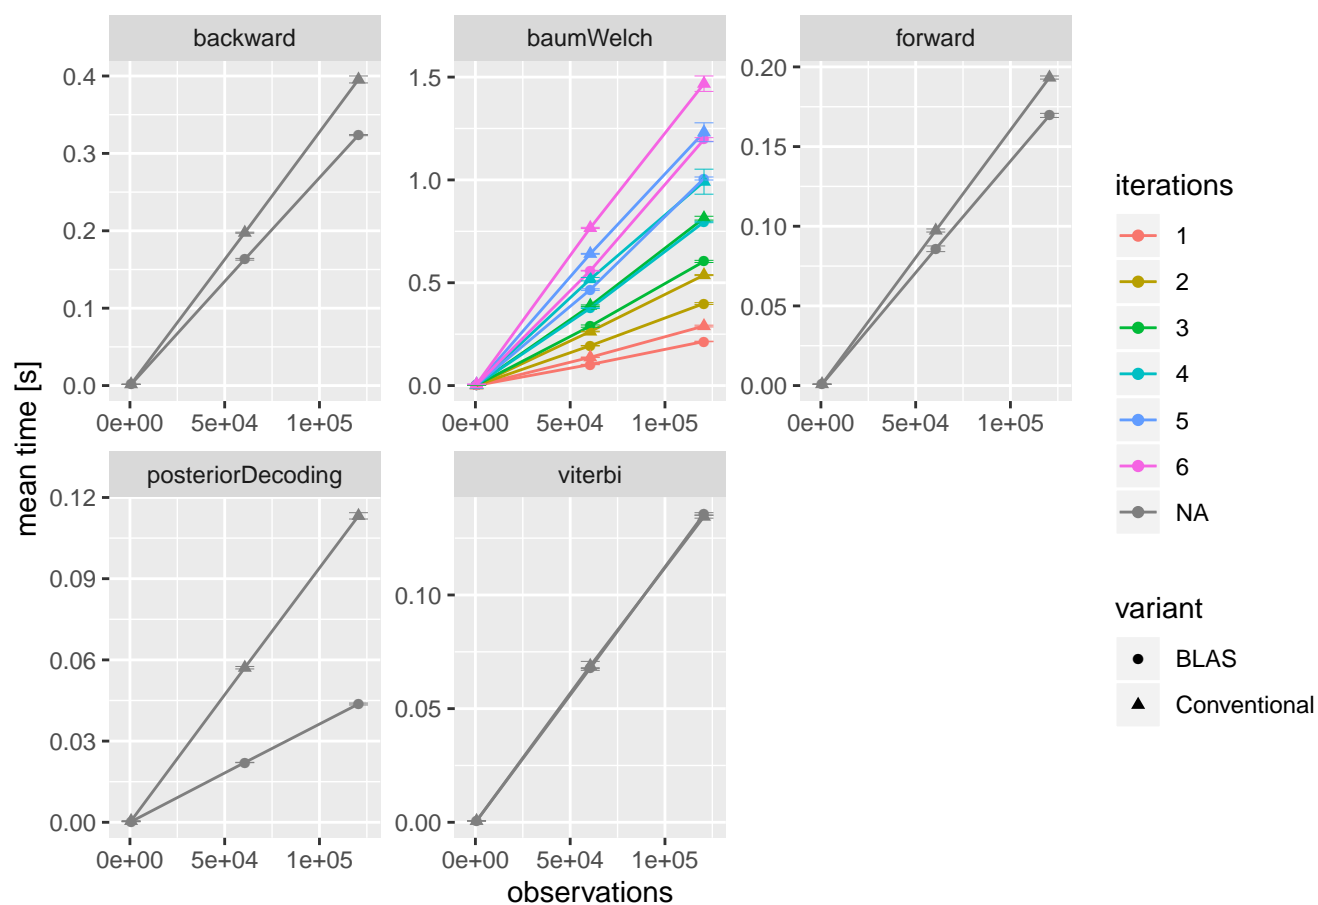 backward
baumWelch
forward
0.4
0.3
0.2
0.1
0.0
1.5
1.0
0.5
0.0
0.20
0.15
0.10
0.05
0.00
0e+00 5e+04 1e+05
0e+00 5e+04 1e+05
0e+00 5e+04 1e+05
posteriorDecoding
viterbi
0.12
0.09
0.06
0.03
0.00
0.10
0.05
0.00
0e+00 5e+04 1e+05
0e+00 5e+04 1e+05
mean time [s]
observations
iterations
1
2
3
4
5
6
NA
variant
BLAS
Conventional